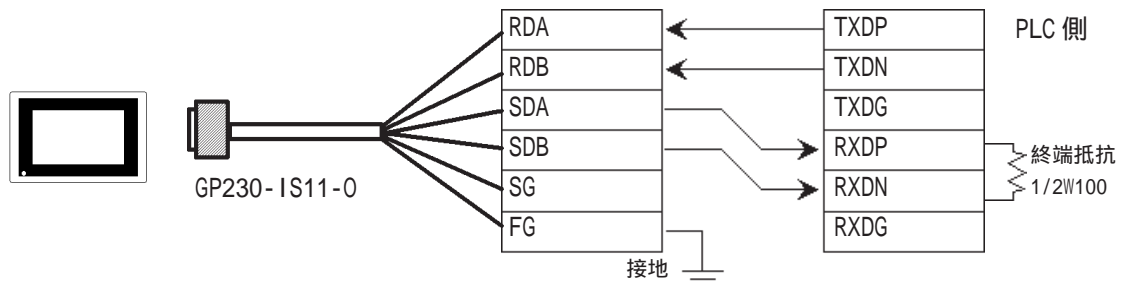 RDA
RDB
SDA
SDB
SG
FG
TXDP
TXDN
TXDG
RXDP
RXDN
RXDG
PLC 側
終端抵抗
1/2W100
GP230-IS11-0
接地